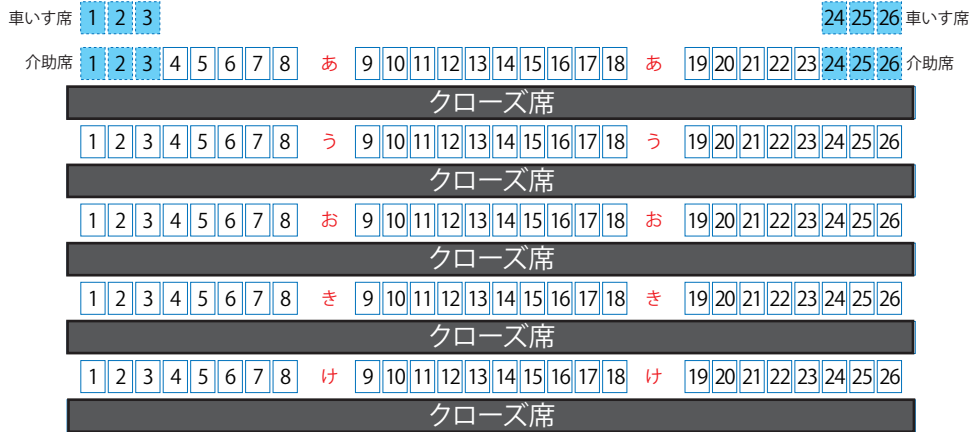 車いす席 1 2 3 24 25 26 車いす席
介助席 1 2 3 4 5 6 7 8 あ 9 10 11 12 13 14 15 16 17 18 あ 19 20 21 22 23 24 25 26 介助席
クローズ席
1 2 3 4 5 6 7 8 う 9 10 11 12 13 14 15 16 17 18 う 19 20 21 22 23 24 25 26
クローズ席
1 2 3 4 5 6 7 8 お 9 10 11 12 13 14 15 16 17 18 お 19 20 21 22 23 24 25 26
クローズ席
1 2 3 4 5 6 7 8 き 9 10 11 12 13 14 15 16 17 18 き 19 20 21 22 23 24 25 26
クローズ席
1 2 3 4 5 6 7 8 け 9 10 11 12 13 14 15 16 17 18 け 19 20 21 22 23 24 25 26
クローズ席